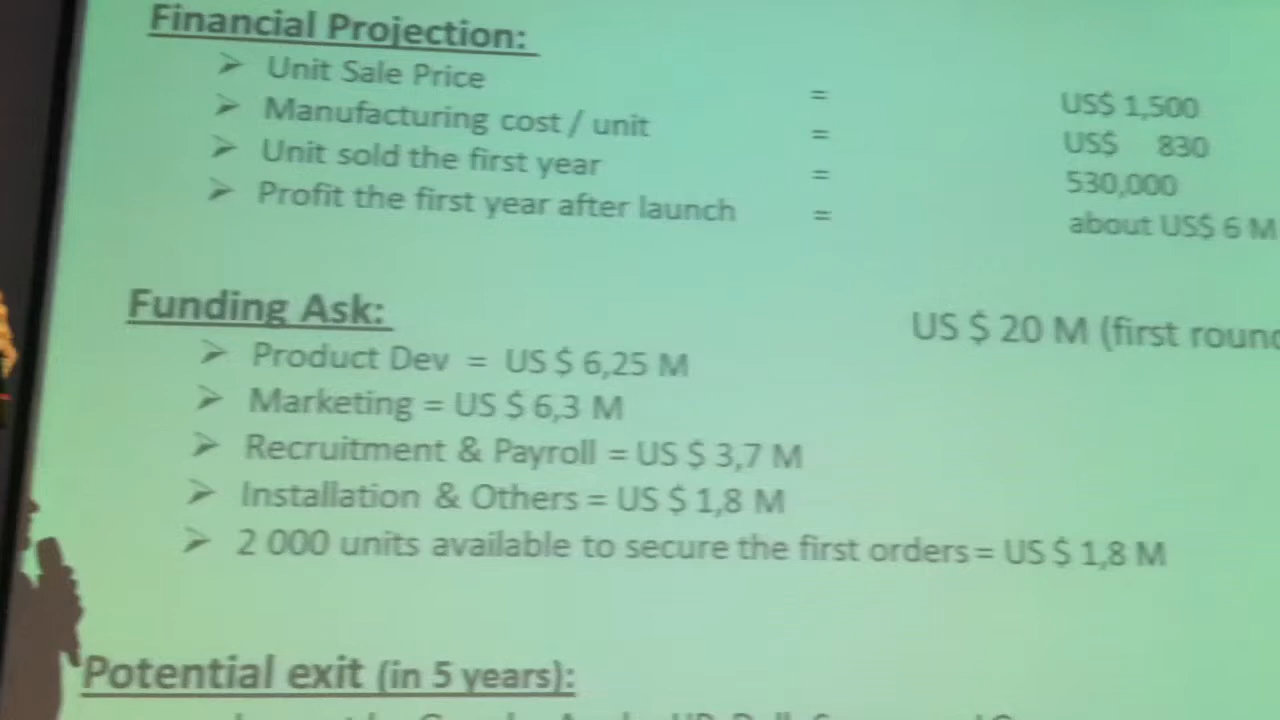 Financial Projection:
➢ Unit Sale Price = US$ 1,500
➢ Manufacturing cost / unit = US$ 830
➢ Unit sold the first year = 530,000
➢ Profit the first year after launch = about US$ 6 M
Funding Ask: US $ 20 M (first round
➢ Product Dev = US $ 6,25 M
➢ Marketing = US $ 6,3 M
➢ Recruitment & Payroll = US $ 3,7 M
➢ Installation & Others = US $ 1,8 M
➢ 2 000 units available to secure the first orders = US $ 1,8 M
Potential exit (in 5 years):